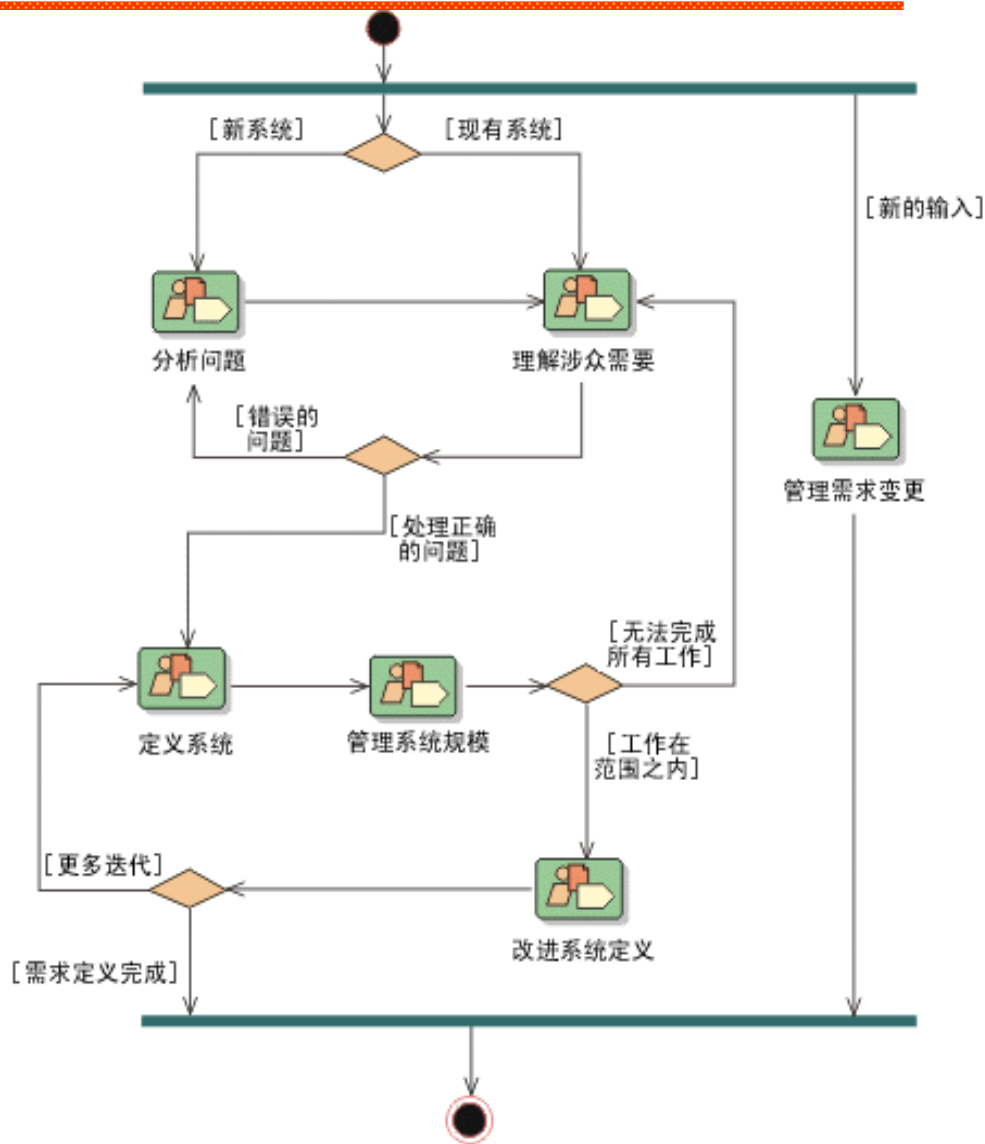 [新系统]
[现有系统]
[新的输入]
分析问题
理解涉众需要
[错误的
问题]
管理需求变更
[处理正确
的问题]
[无法完成
所有工作]
定义系统
管理系统规模
[工作在
范围之内]
[更多迭代]
改进系统定义
[需求定义完成]